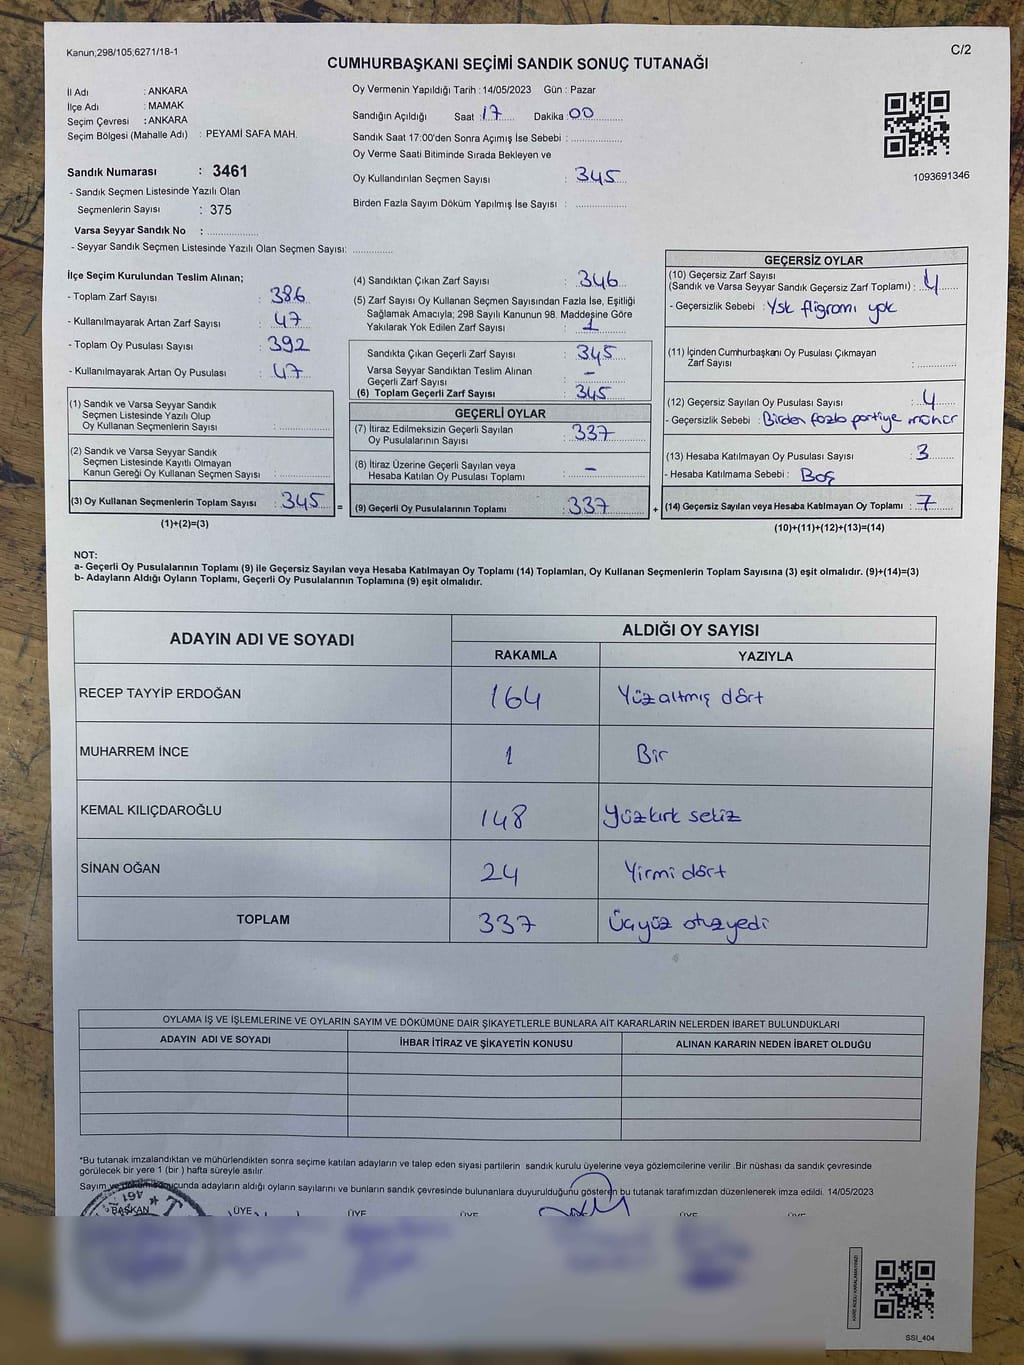 Kanun;298/105;6271/18-1
C/2
CUMHURBAŞKANI SEÇİMİ SANDIK SONUÇ TUTANAĞI
İl Adı : ANKARA
İlçe Adı : MAMAK
Seçim Çevresi : ANKARA
Seçim Bölgesi (Mahalle Adı) : PEYAMİ SAFA MAH.
Sandık Numarası : 3461
- Sandık Seçmen Listesinde Yazılı Olan
Seçmenlerin Sayısı : 375
Varsa Seyyar Sandık No : ..............
- Seyyar Sandık Seçmen Listesinde Yazılı Olan Seçmen Sayısı: ............
Oy Vermenin Yapıldığı Tarih : 14/05/2023 Gün : Pazar
Sandığın Açıldığı Saat : 17 Dakika : 00
Sandık Saat 17:00'den Sonra Açımış İse Sebebi : ..............
Oy Verme Saati Bitiminde Sırada Bekleyen ve
Oy Kullandırılan Seçmen Sayısı : 345
Birden Fazla Sayım Döküm Yapılmış İse Sayısı : ..............
1093691346
İlçe Seçim Kurulundan Teslim Alınan;
- Toplam Zarf Sayısı : 386
- Kullanılmayarak Artan Zarf Sayısı : 47
- Toplam Oy Pusulası Sayısı : 392
- Kullanılmayarak Artan Oy Pusulası : 47
(1) Sandık ve Varsa Seyyar Sandık
Seçmen Listesinde Yazılı Olup
Oy Kullanan Seçmenlerin Sayısı : ..............
(2) Sandık ve Varsa Seyyar Sandık
Seçmen Listesinde Kayıtlı Olmayan
Kanun Gereği Oy Kullanan Seçmen Sayısı : ..............
(3) Oy Kullanan Seçmenlerin Toplam Sayısı : 345 =
(1)+(2)=(3)
(4) Sandıktan Çıkan Zarf Sayısı : 346
(5) Zarf Sayısı Oy Kullanan Seçmen Sayısından Fazla İse, Eşitliği
Sağlamak Amacıyla; 298 Sayılı Kanunun 98. Maddesine Göre
Yakılarak Yok Edilen Zarf Sayısı : 1
Sandıkta Çıkan Geçerli Zarf Sayısı : 345
Varsa Seyyar Sandıktan Teslim Alınan
Geçerli Zarf Sayısı : -
(6) Toplam Geçerli Zarf Sayısı : 345
GEÇERLİ OYLAR
(7) İtiraz Edilmeksizin Geçerli Sayılan
Oy Pusulalarının Sayısı : 337
(8) İtiraz Üzerine Geçerli Sayılan veya
Hesaba Katılan Oy Pusulası Toplamı : -
(9) Geçerli Oy Pusulalarının Toplamı : 337 +
GEÇERSİZ OYLAR
(10) Geçersiz Zarf Sayısı
(Sandık ve Varsa Seyyar Sandık Geçersiz Zarf Toplamı) : 4
- Geçersizlik Sebebi : Ysk fligramı yok
(11) İçinden Cumhurbaşkanı Oy Pusulası Çıkmayan
Zarf Sayısı : ..............
(12) Geçersiz Sayılan Oy Pusulası Sayısı : 4
- Geçersizlik Sebebi : Birden fazla partiye mühür
(13) Hesaba Katılmayan Oy Pusulası Sayısı : 3
- Hesaba Katılmama Sebebi : Boş
(14) Geçersiz Sayılan veya Hesaba Katılmayan Oy Toplamı : 7
(10)+(11)+(12)+(13)=(14)
NOT:
a- Geçerli Oy Pusulalarının Toplamı (9) ile Geçersiz Sayılan veya Hesaba Katılmayan Oy Toplamı (14) Toplamları, Oy Kullanan Seçmenlerin Toplam Sayısına (3) eşit olmalıdır. (9)+(14)=(3)
b- Adayların Aldığı Oyların Toplamı, Geçerli Oy Pusulalarının Toplamına (9) eşit olmalıdır.
ADAYIN ADI VE SOYADI
ALDIĞI OY SAYISI
RAKAMLA YAZIYLA
RECEP TAYYİP ERDOĞAN 164 Yüzaltmış dört
MUHARREM İNCE 1 Bir
KEMAL KILIÇDAROĞLU 148 Yüzkırk sekiz
SİNAN OĞAN 24 Yirmi dört
TOPLAM 337 Üçyüz otuzyedi
OYLAMA İŞ VE İŞLEMLERİNE VE OYLARIN SAYIM VE DÖKÜMÜNE DAİR ŞİKAYETLERLE BUNLARA AİT KARARLARIN NELERDEN İBARET BULUNDUKLARI
ADAYIN ADI VE SOYADI İHBAR İTİRAZ VE ŞİKAYETİN KONUSU ALINAN KARARIN NEDEN İBARET OLDUĞU
*Bu tutanak imzalandıktan ve mühürlendikten sonra seçime katılan adayların ve talep eden siyasi partilerin sandık kurulu üyelerine veya gözlemcilerine verilir .Bir nüshası da sandık çevresinde
görülecek bir yere 1 (bir ) hafta süreyle asılır.
Sayım ve dökümü sonucunda adayların aldığı oyların sayılarını ve bunların sandık çevresinde bulunanlara duyurulduğunu gösteren bu tutanak tarafımızdan düzenlenerek imza edildi. 14/05/2023
BAŞKAN ÜYE ÜYE ÜYE ÜYE ÜYE
SSI_404